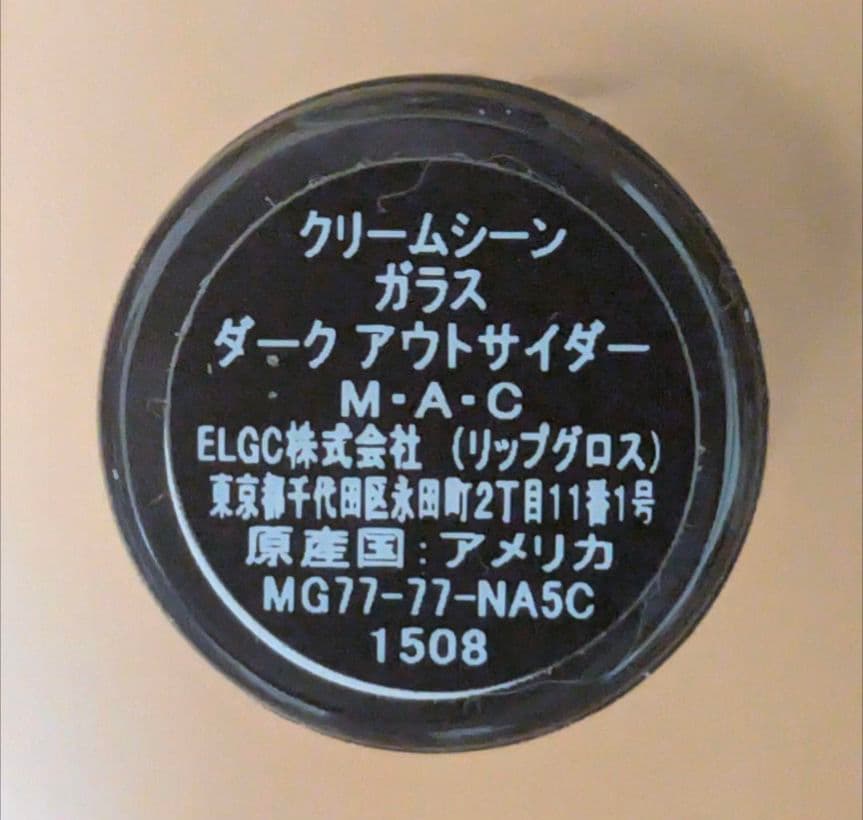 クリームシーン
ガラス
ダーク アウトサイダー
M・A・C
ELGC株式会社 (リップグロス)
東京都千代田区永田町2丁目11番1号
原産国:アメリカ
MG77-77-NA5C
1508